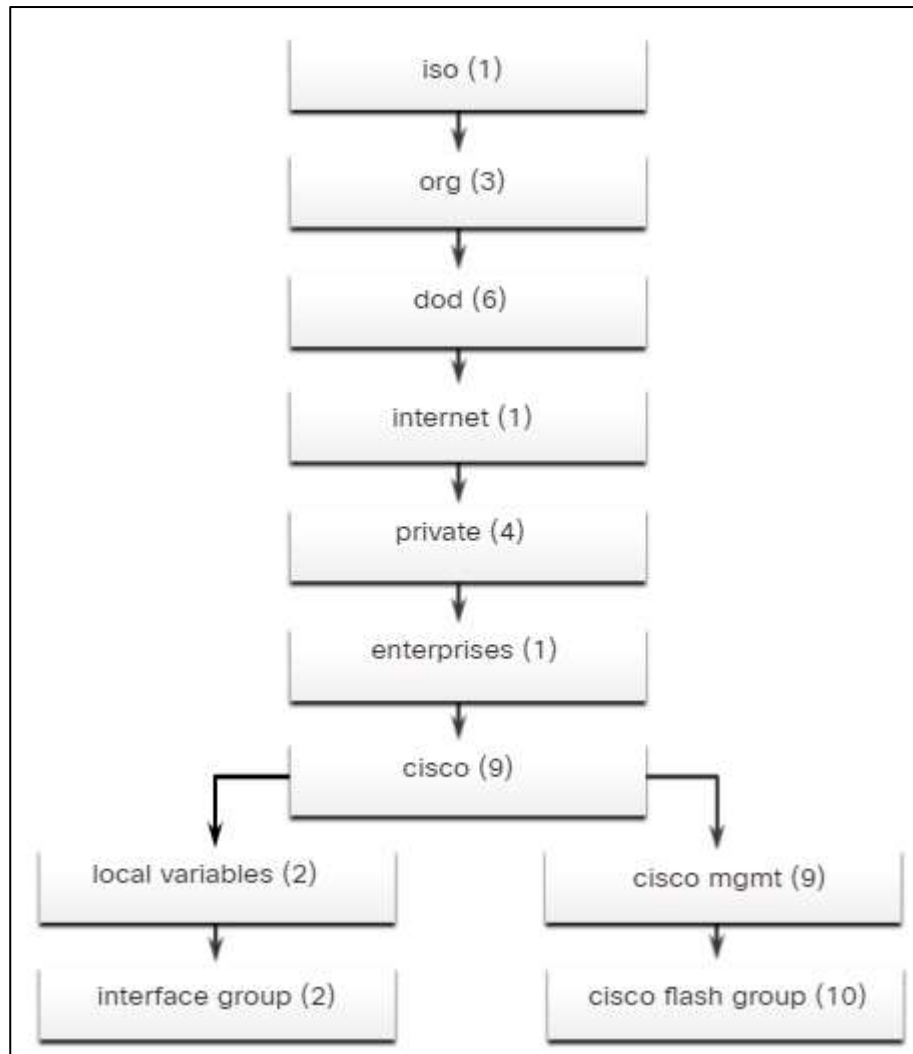 iso (1)
org (3)
dod (6)
internet (1)
private (4)
enterprises (1)
cisco (9)
local variables (2)
cisco mgmt (9)
interface group (2)
cisco flash group (10)